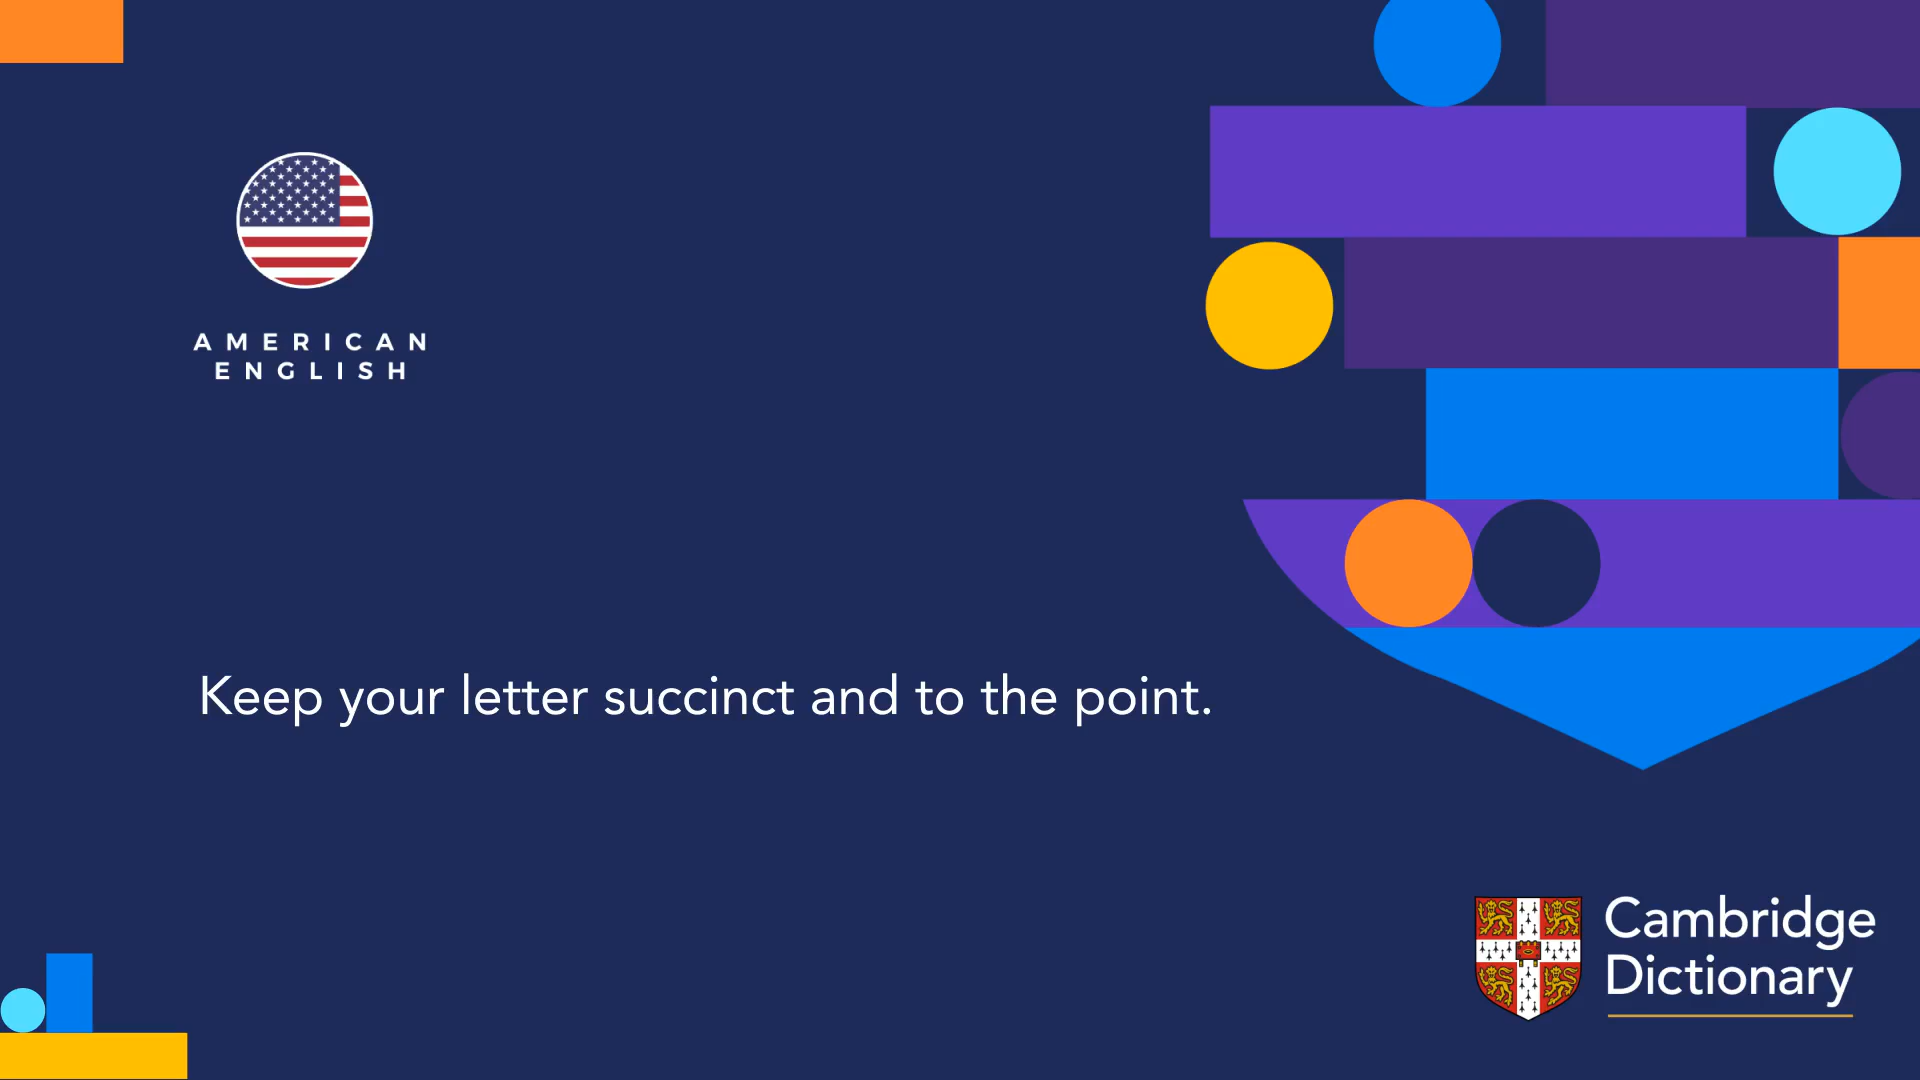 AMERICAN
ENGLISH
Keep your letter succinct and to the point.
Cambridge
Dictionary